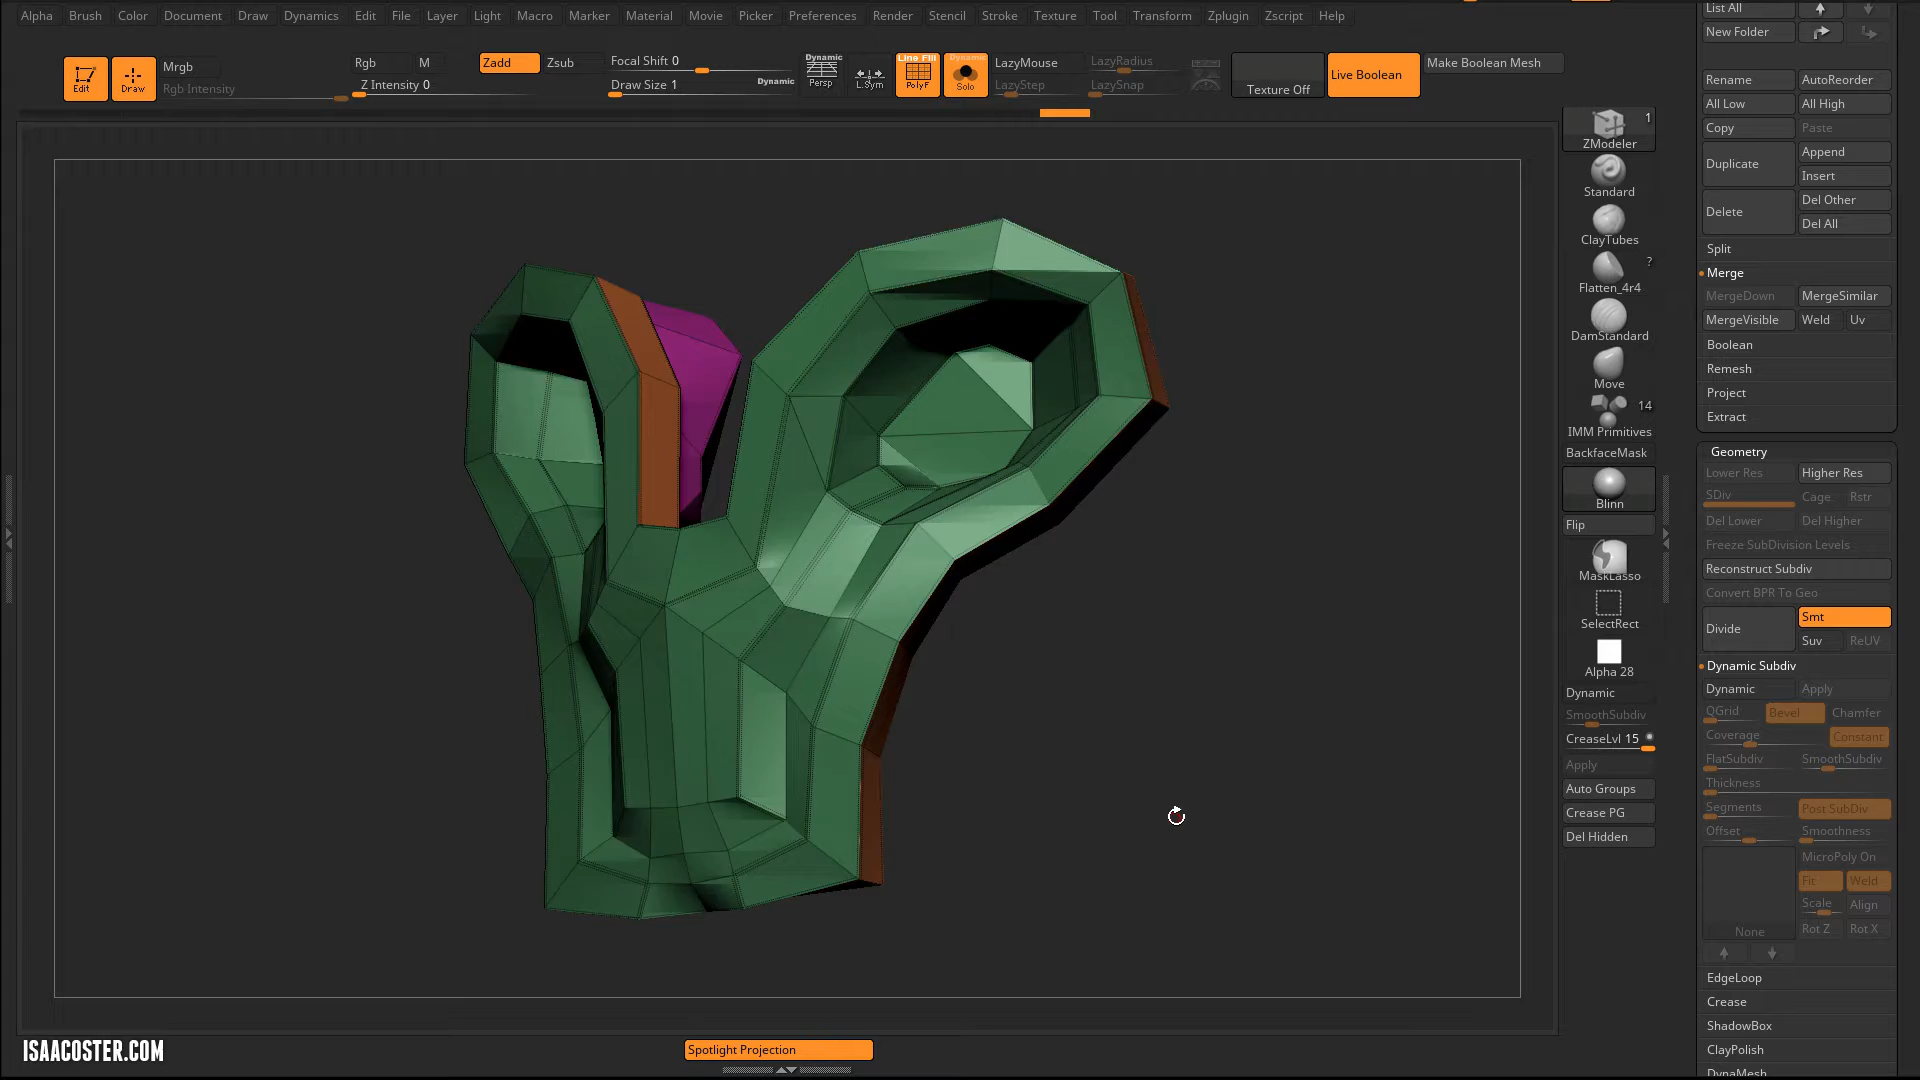 Alpha Brush Color Document Draw Dynamics Edit File Layer Light Macro Marker Material Movie Picker Preferences Render Stencil Stroke Texture Tool Transform Zplugin Zscript Help
Edit
Draw
Mrgb
Rgb Intensity
Rgb
M
Z Intensity 0
Zadd
Zsub
Focal Shift 0
Draw Size 1
Dynamic
Dynamic
Persp
L.Sym
Line Fill
PolyF
Dynamic
Solo
LazyMouse
LazyStep
LazyRadius
LazySnap
Texture Off
Live Boolean
Make Boolean Mesh
1
ZModeler
Standard
ClayTubes
?
Flatten_4r4
DamStandard
Move
14
IMM Primitives
BackfaceMask
Blinn
Flip
MaskLasso
SelectRect
Alpha 28
Dynamic
SmoothSubdiv
CreaseLvl 15
Apply
Auto Groups
Crease PG
Del Hidden
List All
New Folder
Rename AutoReorder
All Low All High
Copy Paste
Duplicate
Append
Insert
Delete
Del Other
Del All
Split
Merge
MergeDown MergeSimilar
MergeVisible Weld Uv
Boolean
Remesh
Project
Extract
Geometry
Lower Res Higher Res
SDiv Cage Rstr
Del Lower Del Higher
Freeze SubDivision Levels
Reconstruct Subdiv
Convert BPR To Geo
Divide
Smt
Suv ReUV
Dynamic Subdiv
Dynamic Apply
QGrid Bevel Chamfer
Coverage Constant
FlatSubdiv SmoothSubdiv
Thickness
Segments Post SubDiv
Offset Smoothness
MicroPoly On
Fit Weld
Scale Align
None Rot Z Rot X
EdgeLoop
Crease
ShadowBox
ClayPolish
DynaMesh
ISAACOSTER.COM
Spotlight Projection